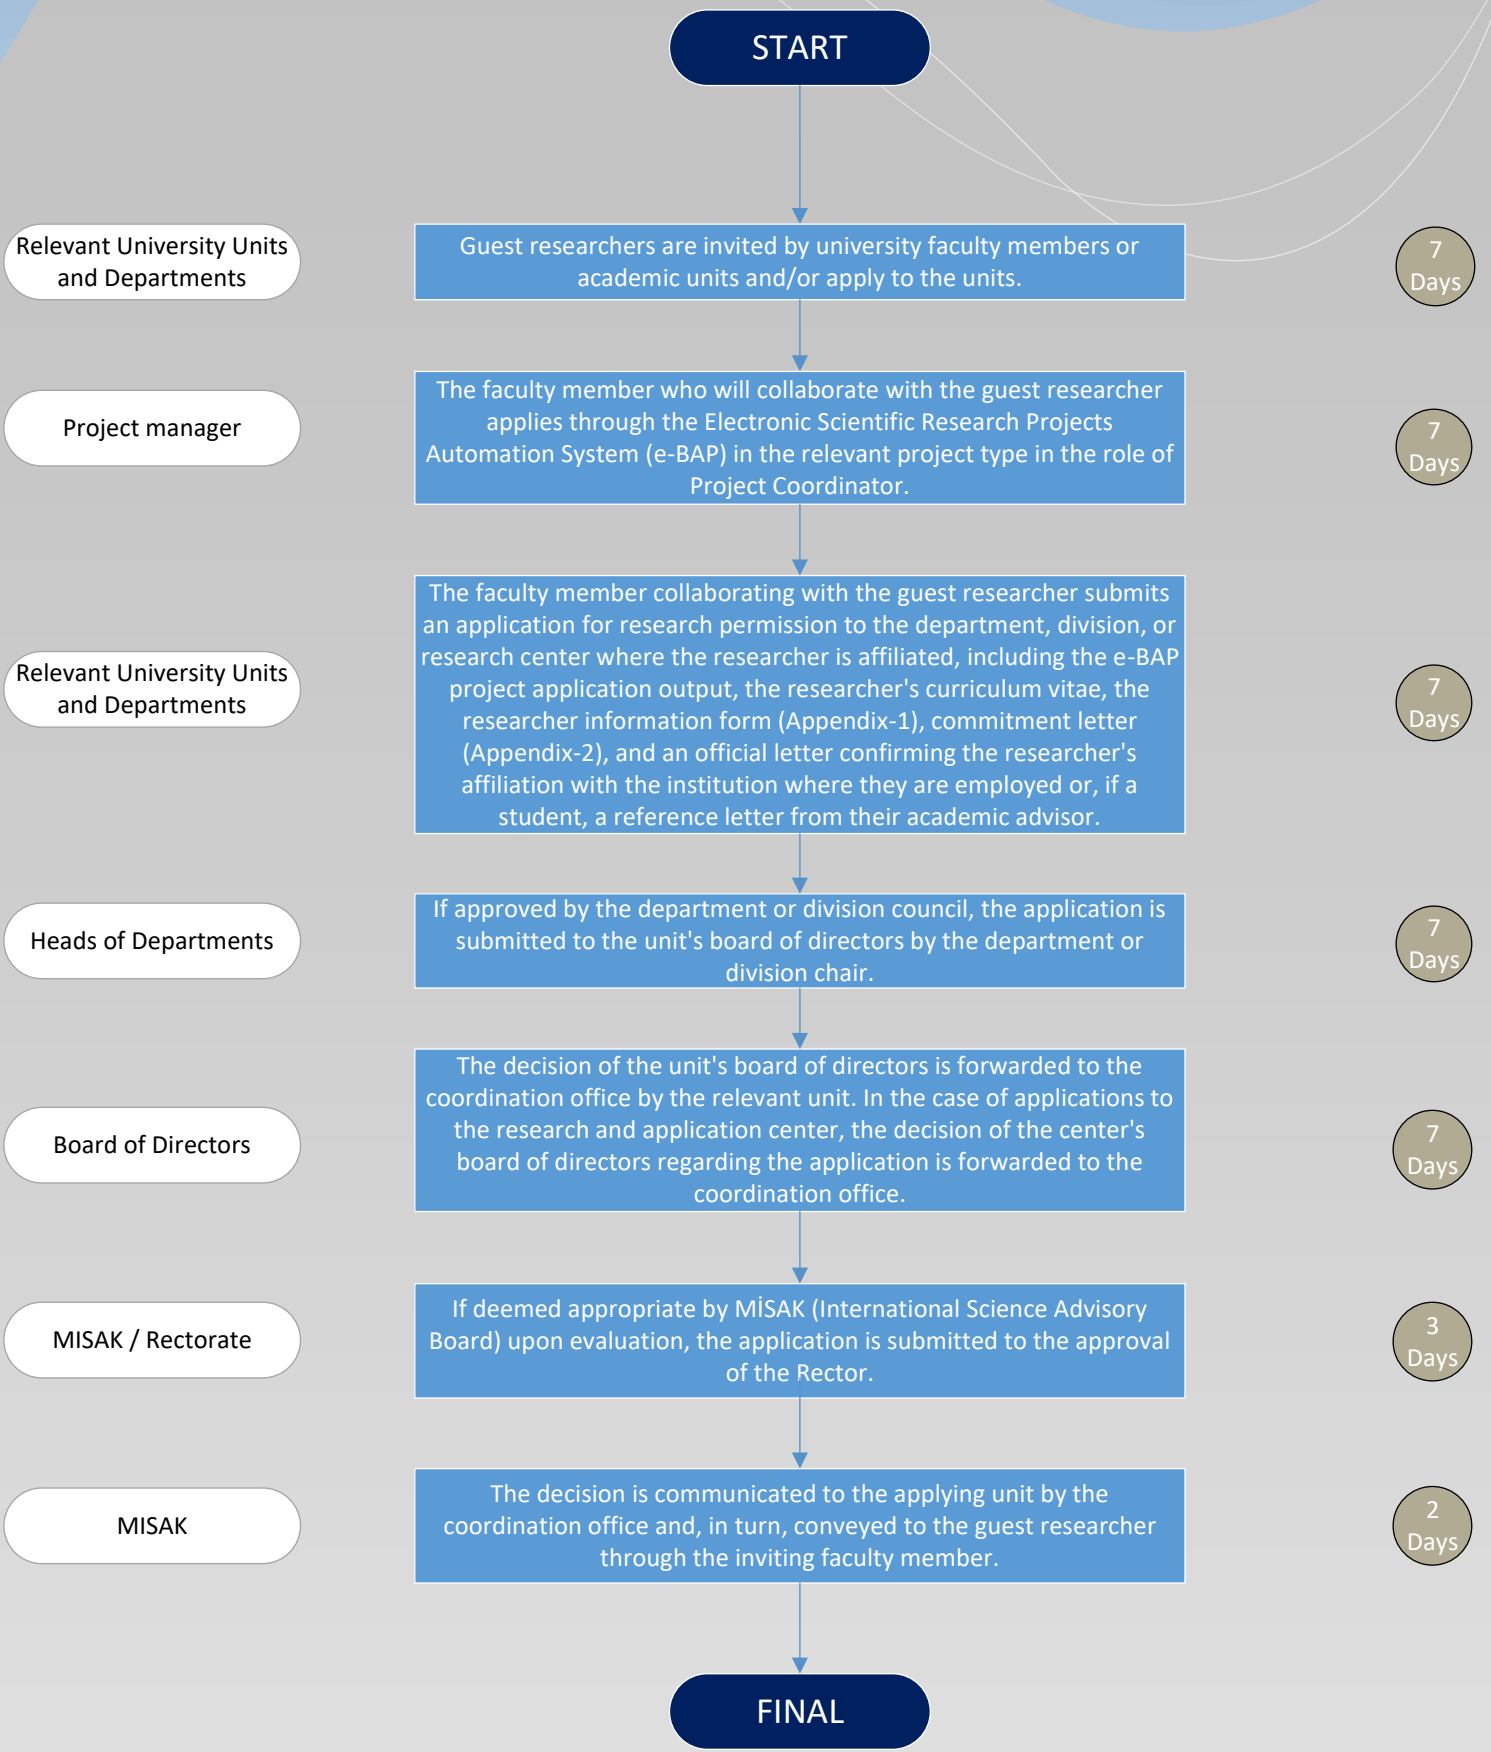 START
Relevant University Units
and Departments
Guest researchers are invited by university faculty members or
academic units and/or apply to the units.
7
Days
Project manager
The faculty member who will collaborate with the guest researcher
applies through the Electronic Scientific Research Projects
Automation System (e-BAP) in the relevant project type in the role of
Project Coordinator.
7
Days
Relevant University Units
and Departments
The faculty member collaborating with the guest researcher submits
an application for research permission to the department, division, or
research center where the researcher is affiliated, including the e-BAP
project application output, the researcher's curriculum vitae, the
researcher information form (Appendix-1), commitment letter
(Appendix-2), and an official letter confirming the researcher's
affiliation with the institution where they are employed or, if a
student, a reference letter from their academic advisor.
7
Days
Heads of Departments
If approved by the department or division council, the application is
submitted to the unit's board of directors by the department or
division chair.
7
Days
Board of Directors
The decision of the unit's board of directors is forwarded to the
coordination office by the relevant unit. In the case of applications to
the research and application center, the decision of the center's
board of directors regarding the application is forwarded to the
coordination office.
7
Days
MISAK / Rectorate
If deemed appropriate by MİSAK (International Science Advisory
Board) upon evaluation, the application is submitted to the approval
of the Rector.
3
Days
MISAK
The decision is communicated to the applying unit by the
coordination office and, in turn, conveyed to the guest researcher
through the inviting faculty member.
2
Days
FINAL